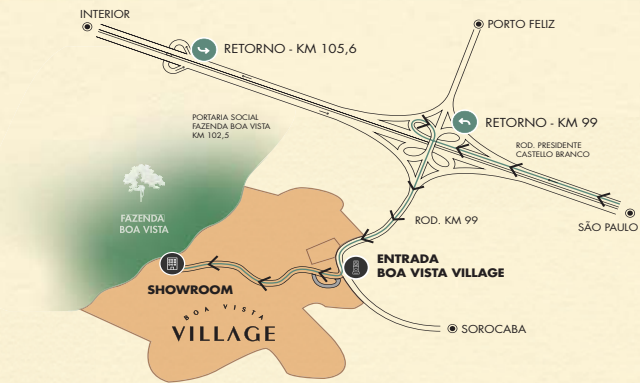 INTERIOR
PORTO FELIZ
RETORNO - KM 105,6
PORTARIA SOCIAL
FAZENDA BOA VISTA
KM 102,5
RETORNO - KM 99
ROD. PRESIDENTE
CASTELLO BRANCO
FAZENDA
BOA VISTA
ROD. KM 99
SÃO PAULO
ENTRADA
BOA VISTA VILLAGE
SHOWROOM
BOA VISTA
VILLAGE
SOROCABA